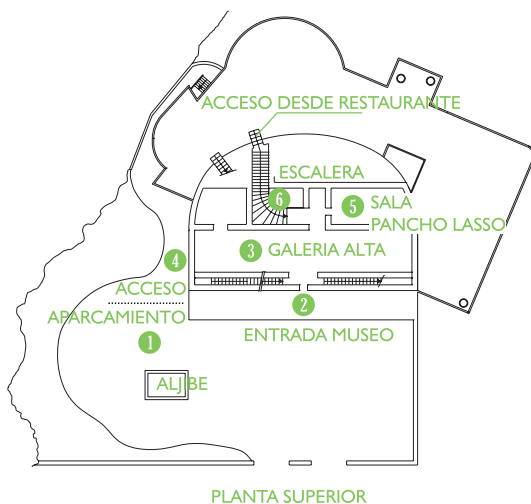 ACCESO DESDE RESTAURANTE
ESCALERA
6
5
SALA
PANCHO LASSO
3
GALERIA ALTA
4
ACCESO
2
APARCAMIENTO
ENTRADA MUSEO
1
ALJIBE
PLANTA SUPERIOR